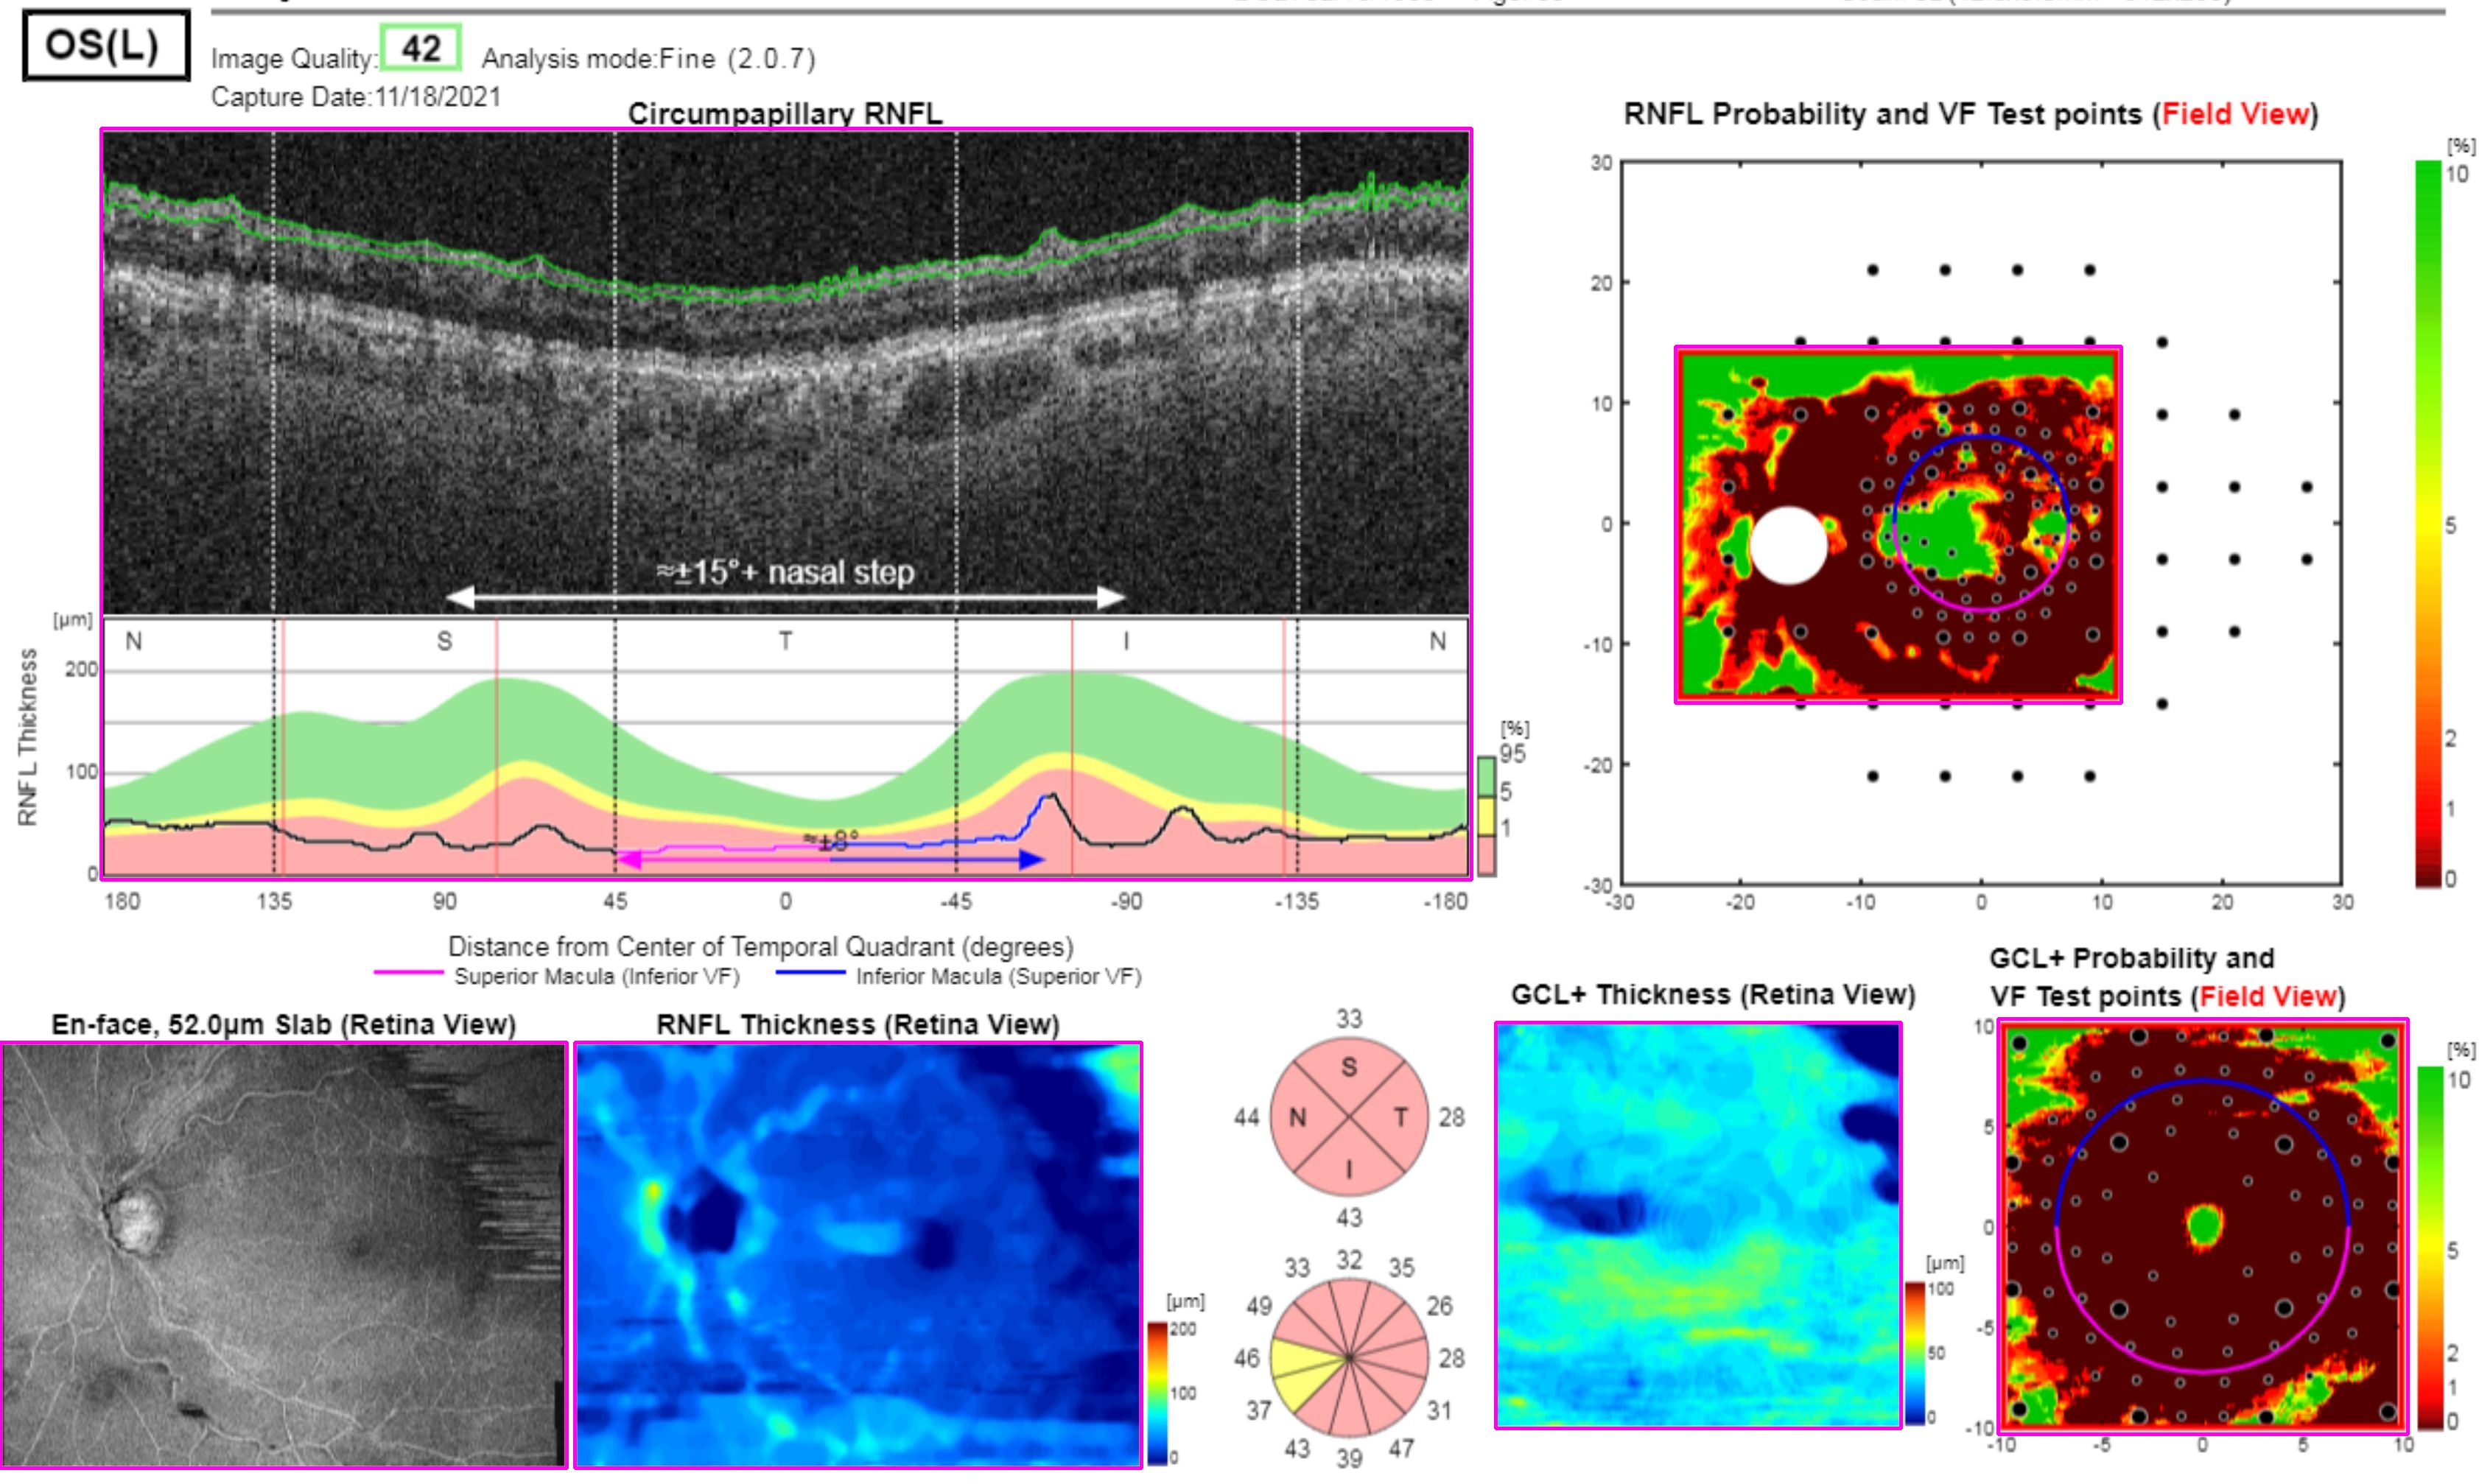 OS(L)
Image Quality: 42 Analysis mode:Fine (2.0.7)
Capture Date:11/18/2021
Circumpapillary RNFL
≈±15°+ nasal step
[µm]
RNFL Thickness
200
100
0
N S T I N
≈±8°
180 135 90 45 0 -45 -90 -135 -180
Distance from Center of Temporal Quadrant (degrees)
Superior Macula (Inferior VF) Inferior Macula (Superior VF)
[%]
95
5
1
RNFL Probability and VF Test points (Field View)
30
20
10
0
-10
-20
-30
-30 -20 -10 0 10 20 30
[%]
10
5
2
1
0
En-face, 52.0µm Slab (Retina View)
RNFL Thickness (Retina View)
[µm]
200
100
0
33
S
44 N T 28
I
43
33 32 35
49 26
46 28
37 31
43 39 47
GCL+ Thickness (Retina View)
[µm]
100
50
0
GCL+ Probability and
VF Test points (Field View)
10
5
0
-5
-10
-10 -5 0 5 10
[%]
10
5
2
1
0